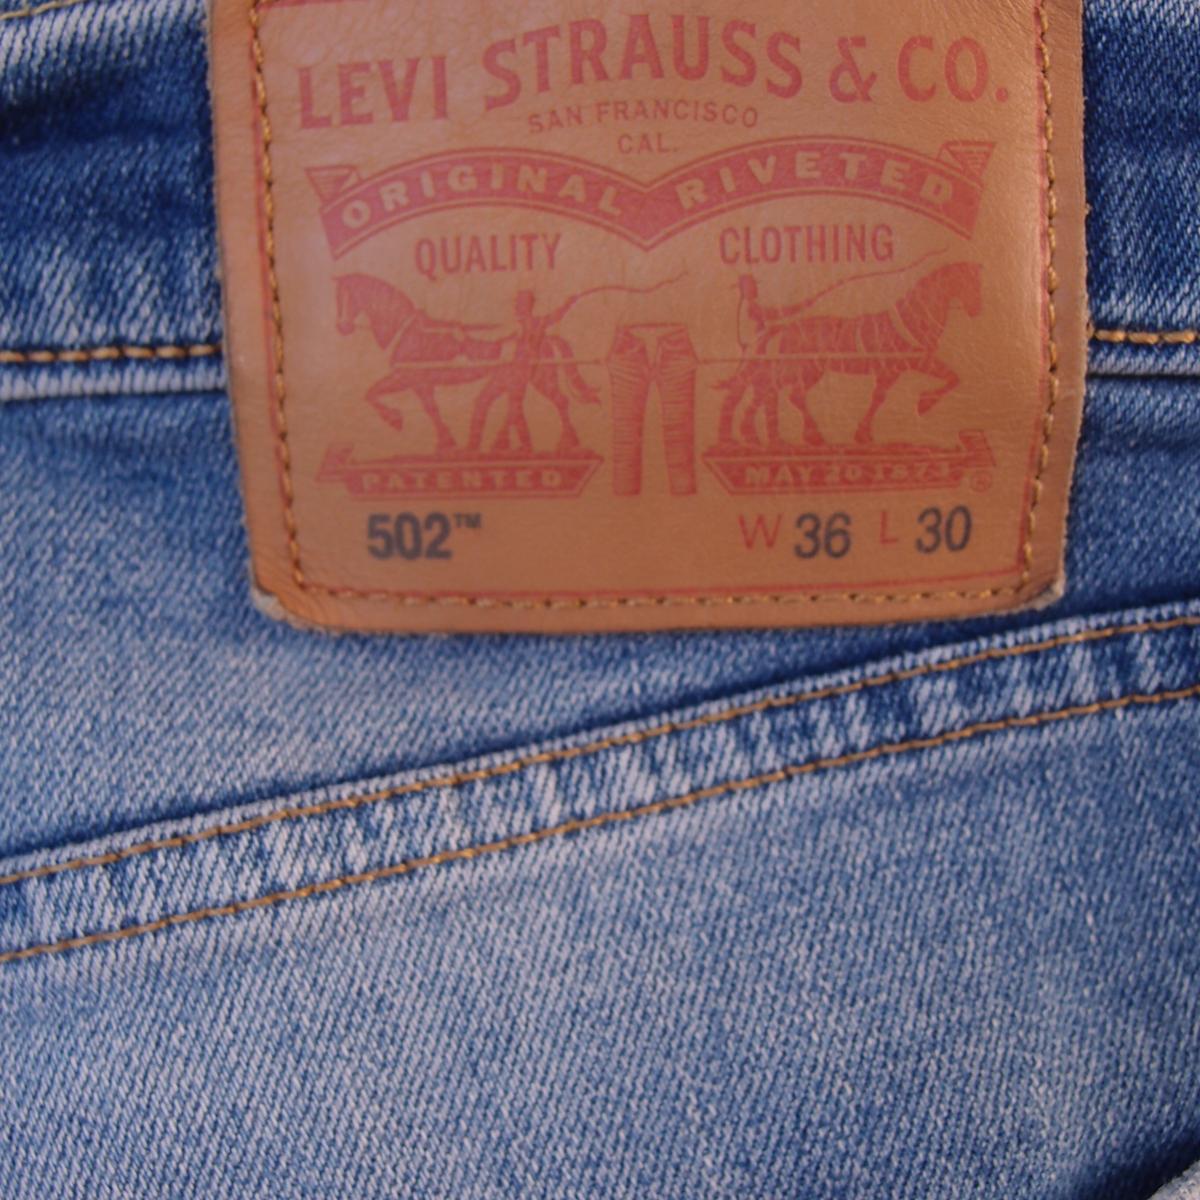 LEVI STRAUSS & CO.
SAN FRANCISCO
CAL.
ORIGINAL RIVETED
QUALITY CLOTHING
PATENTED MAY 20 1873 ®
502™ W 36 L 30